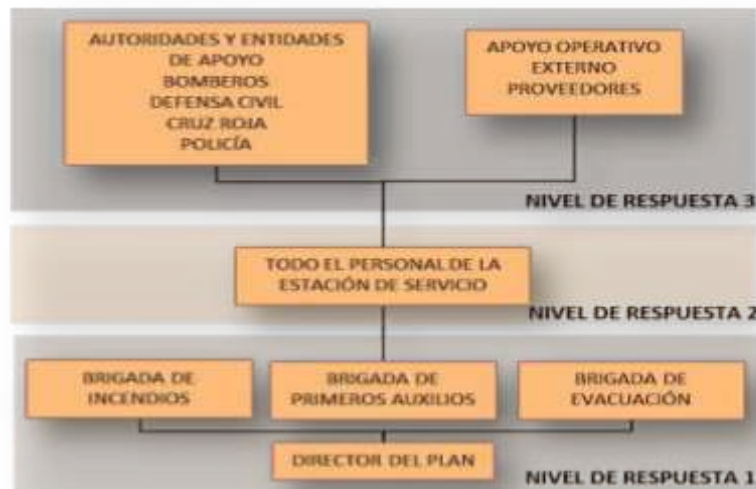 AUTORIDADES Y ENTIDADES
DE APOYO
BOMBEROS
DEFENSA CIVIL
CRUZ ROJA
POLICÍA
APOYO OPERATIVO
EXTERNO
PROVEEDORES
NIVEL DE RESPUESTA 3
TODO EL PERSONAL DE LA
ESTACIÓN DE SERVICIO
NIVEL DE RESPUESTA 2
BRIGADA DE
INCENDIOS
BRIGADA DE
PRIMEROS AUXILIOS
BRIGADA DE
EVACUACIÓN
DIRECTOR DEL PLAN
NIVEL DE RESPUESTA 1